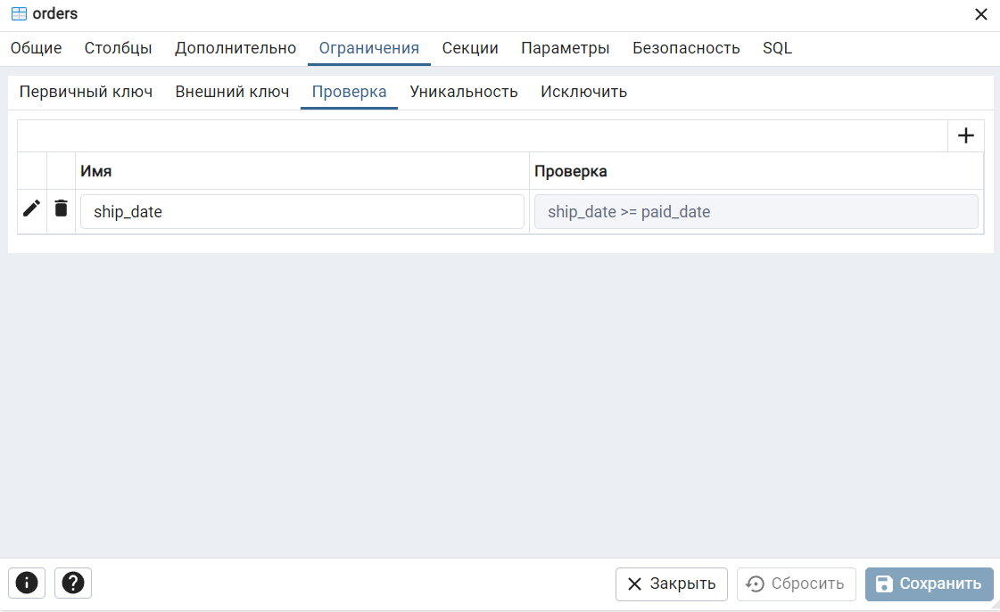 orders
Общие Столбцы Дополнительно Ограничения Секции Параметры Безопасность SQL
Первичный ключ Внешний ключ Проверка Уникальность Исключить
Имя Проверка
ship_date ship_date >= paid_date
Закрыть Сбросить Сохранить